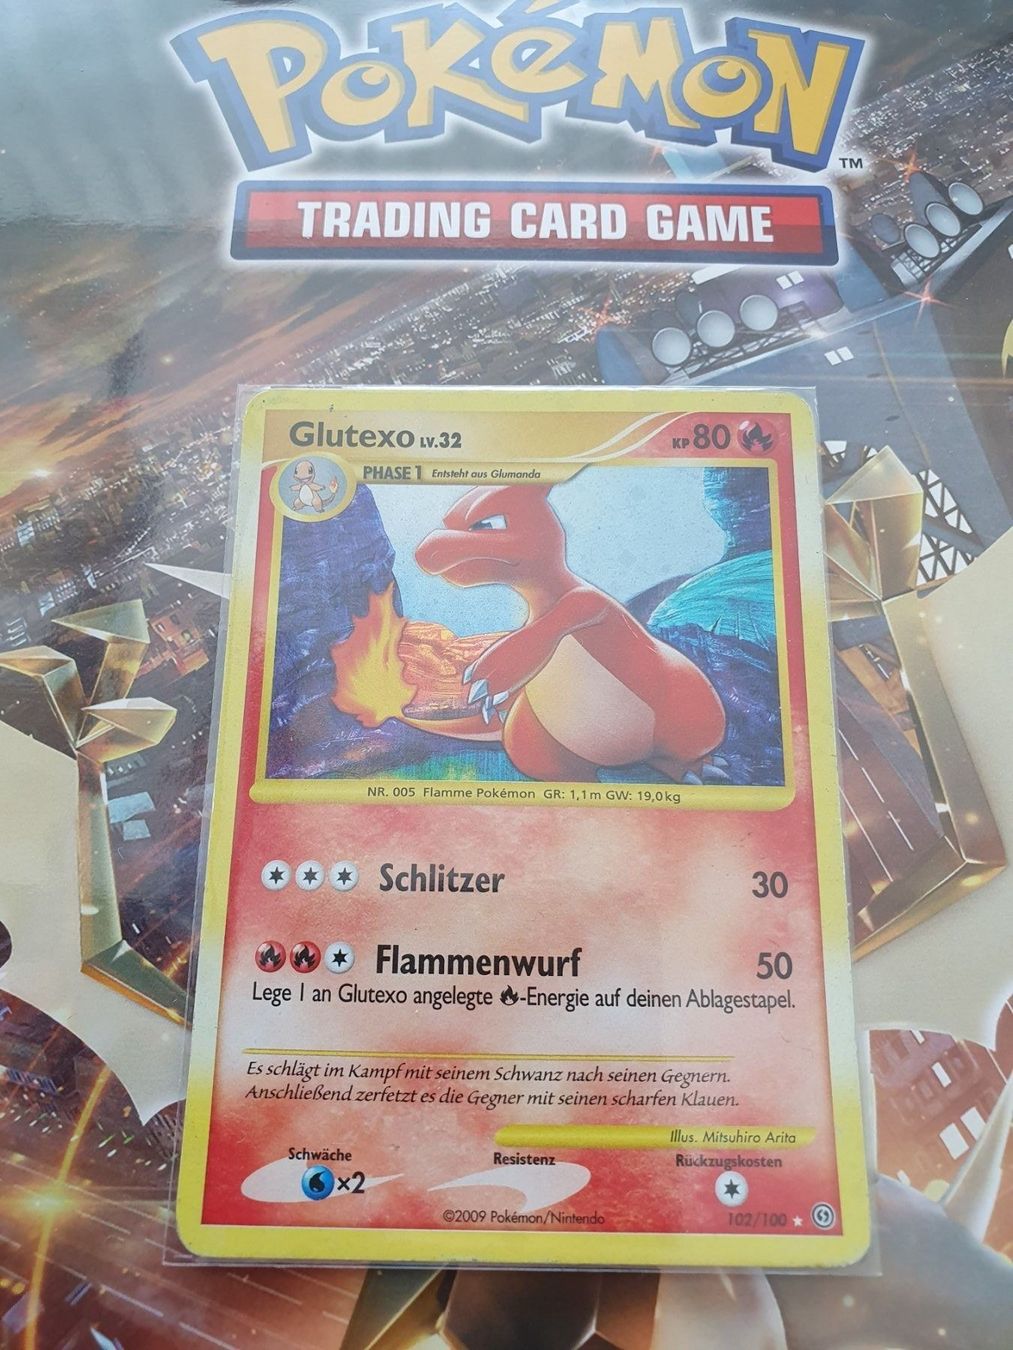 POKéMON
TM
TRADING CARD GAME
Glutexo LV.32
KP 80
PHASE 1 Entsteht aus Glumanda
NR. 005 Flamme Pokémon GR: 1,1m GW: 19,0kg
Schlitzer 30
Flammenwurf 50
Lege 1 an Glutexo angelegte -Energie auf deinen Ablagestapel.
Es schlägt im Kampf mit seinem Schwanz nach seinen Gegnern.
Anschließend zerfetzt es die Gegner mit seinen scharfen Klauen.
Illus. Mitsuhiro Arita
Schwäche Resistenz Rückzugskosten
×2
©2009 Pokémon/Nintendo 102/100